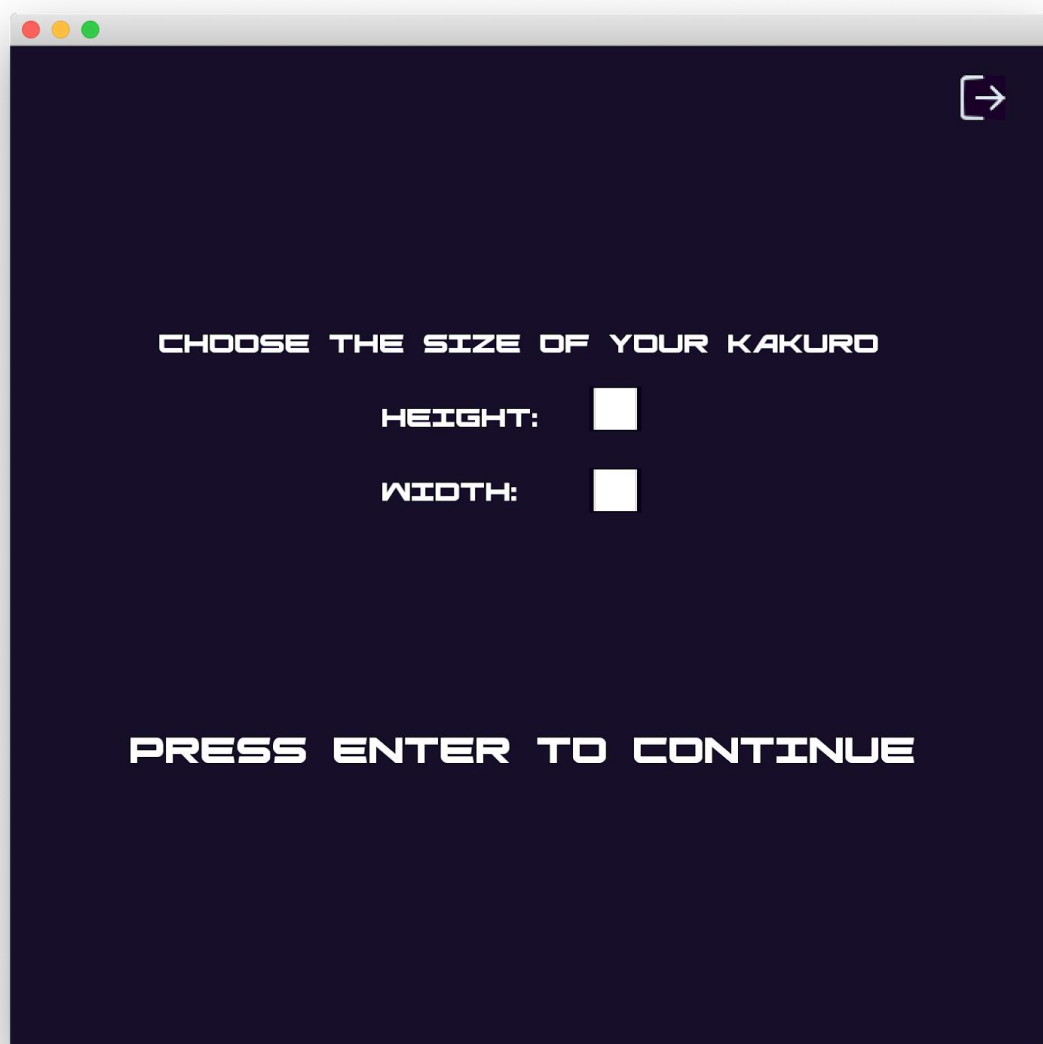 CHOOSE THE SIZE OF YOUR KAKURO
HEIGHT:
WIDTH:
PRESS ENTER TO CONTINUE